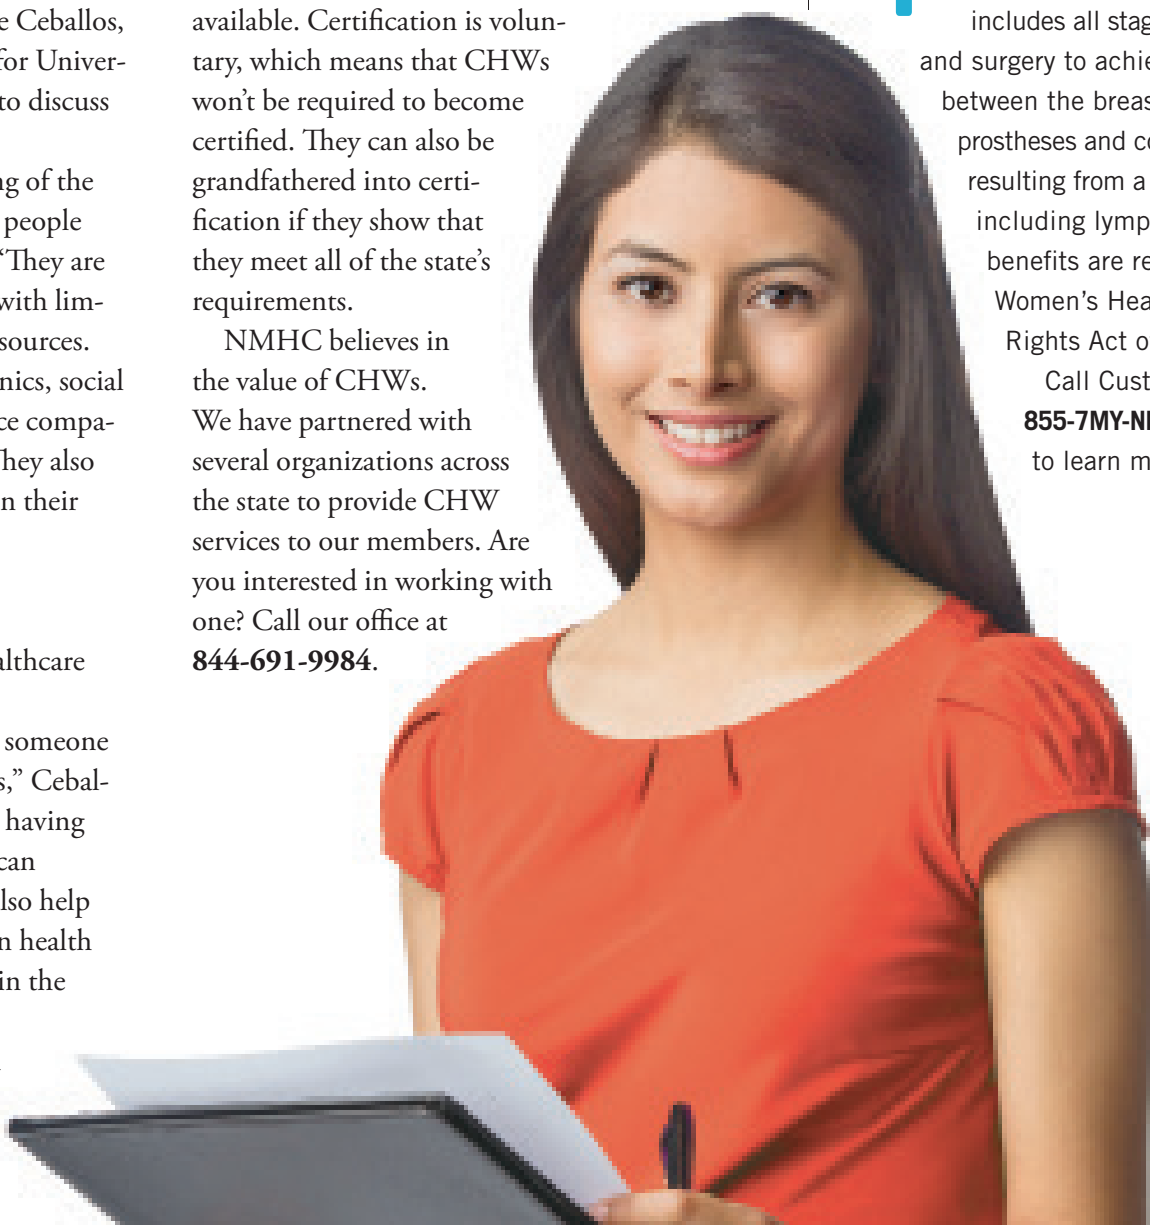 e Ceballos,
for Univer-
to discuss
ng of the
people
“They are
with lim-
sources.
nics, social
ce compa-
They also
n their
althcare
someone
s,” Cebal-
having
can
lso help
n health
in the
available. Certification is volun-
tary, which means that CHWs
won’t be required to become
certified. They can also be
grandfathered into certi-
fication if they show that
they meet all of the state’s
requirements.
NMHC believes in
the value of CHWs.
We have partnered with
several organizations across
the state to provide CHW
services to our members. Are
you interested in working with
one? Call our office at
844-691-9984.
includes all stag
and surgery to achie
between the breas
prostheses and co
resulting from a
including lymp
benefits are re
Women’s Hea
Rights Act o
Call Cust
855-7MY-N
to learn m